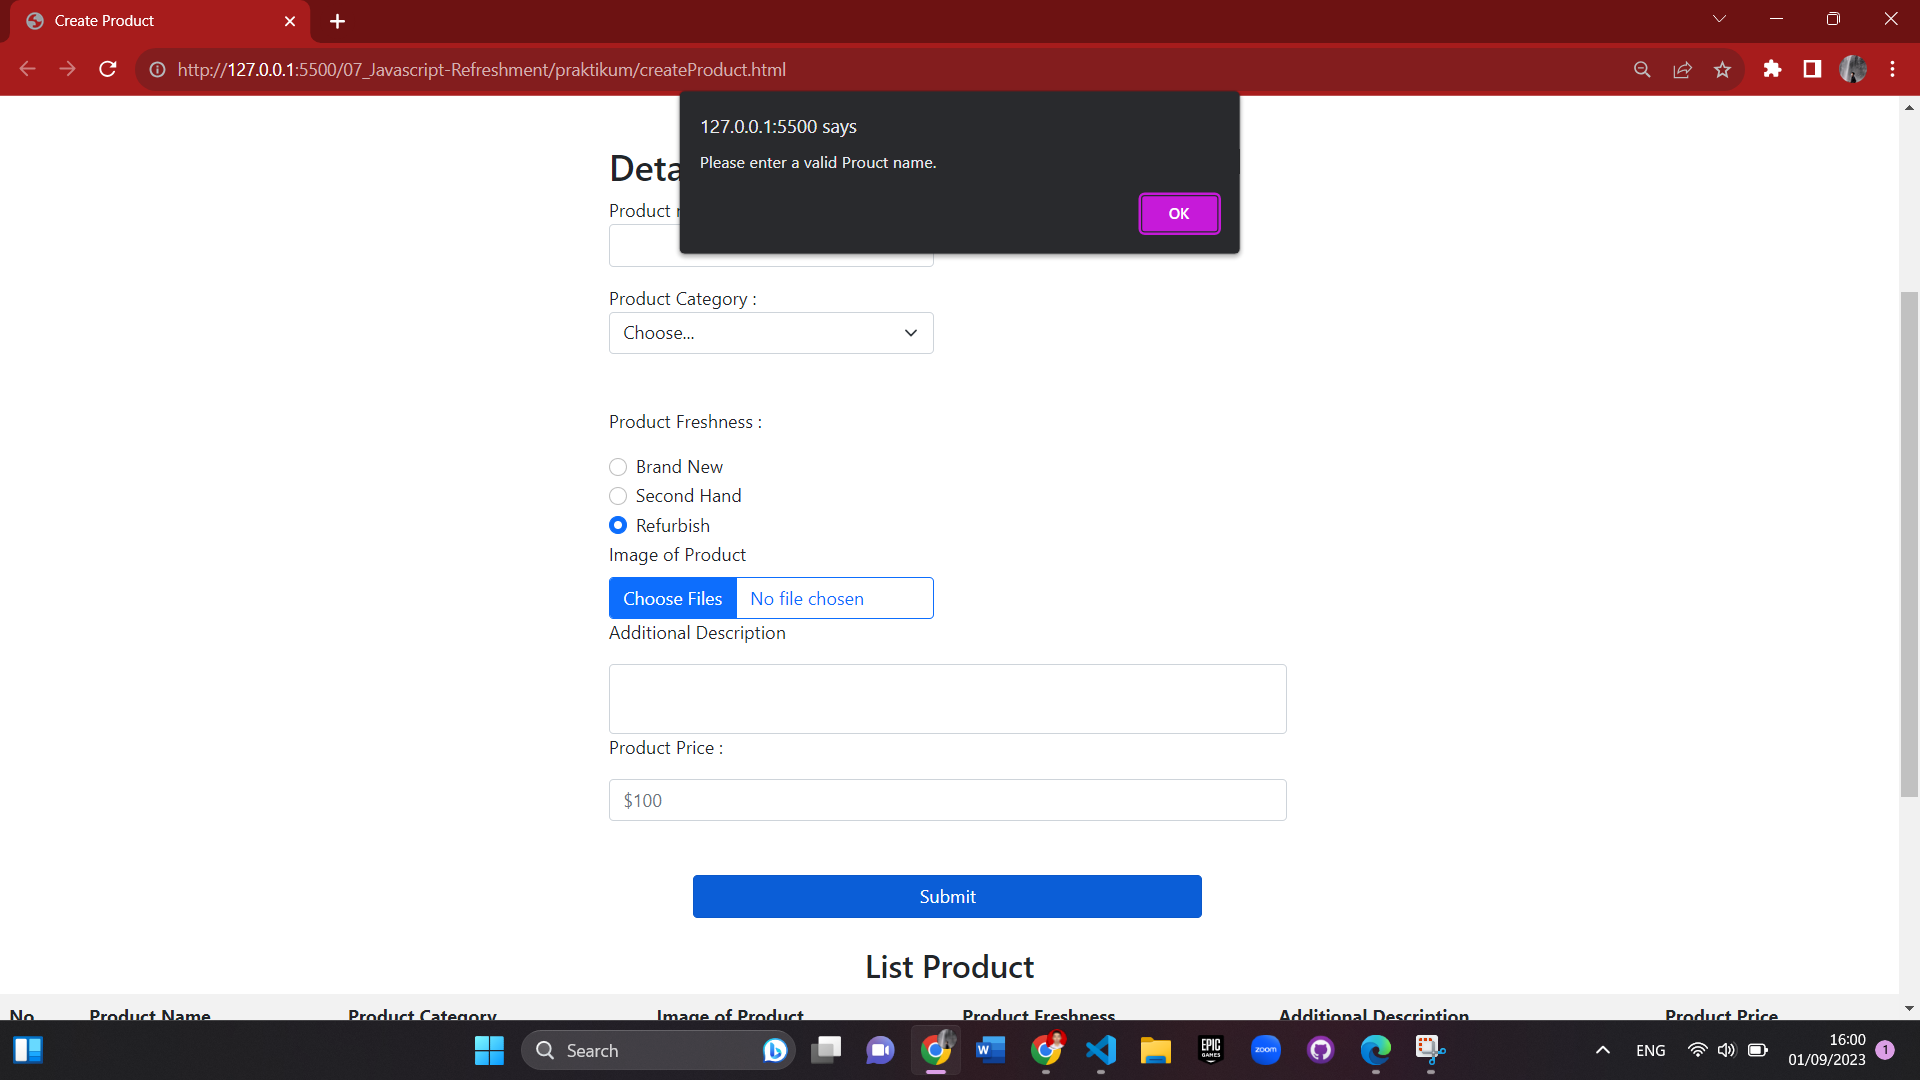 Create Product
http://127.0.0.1:5500/07_Javascript-Refreshment/praktikum/createProduct.html
127.0.0.1:5500 says
Please enter a valid Prouct name.
OK
Product
Product Category :
Choose...
Product Freshness :
Brand New
Second Hand
Refurbish
Image of Product
Choose Files No file chosen
Additional Description
Product Price :
$100
Submit
List Product
No Product Name Product Category Image of Product Product Freshness Additional Description Product Price
Search
W
EPIC GAMES
zoom
ENG
16:00
01/09/2023
1